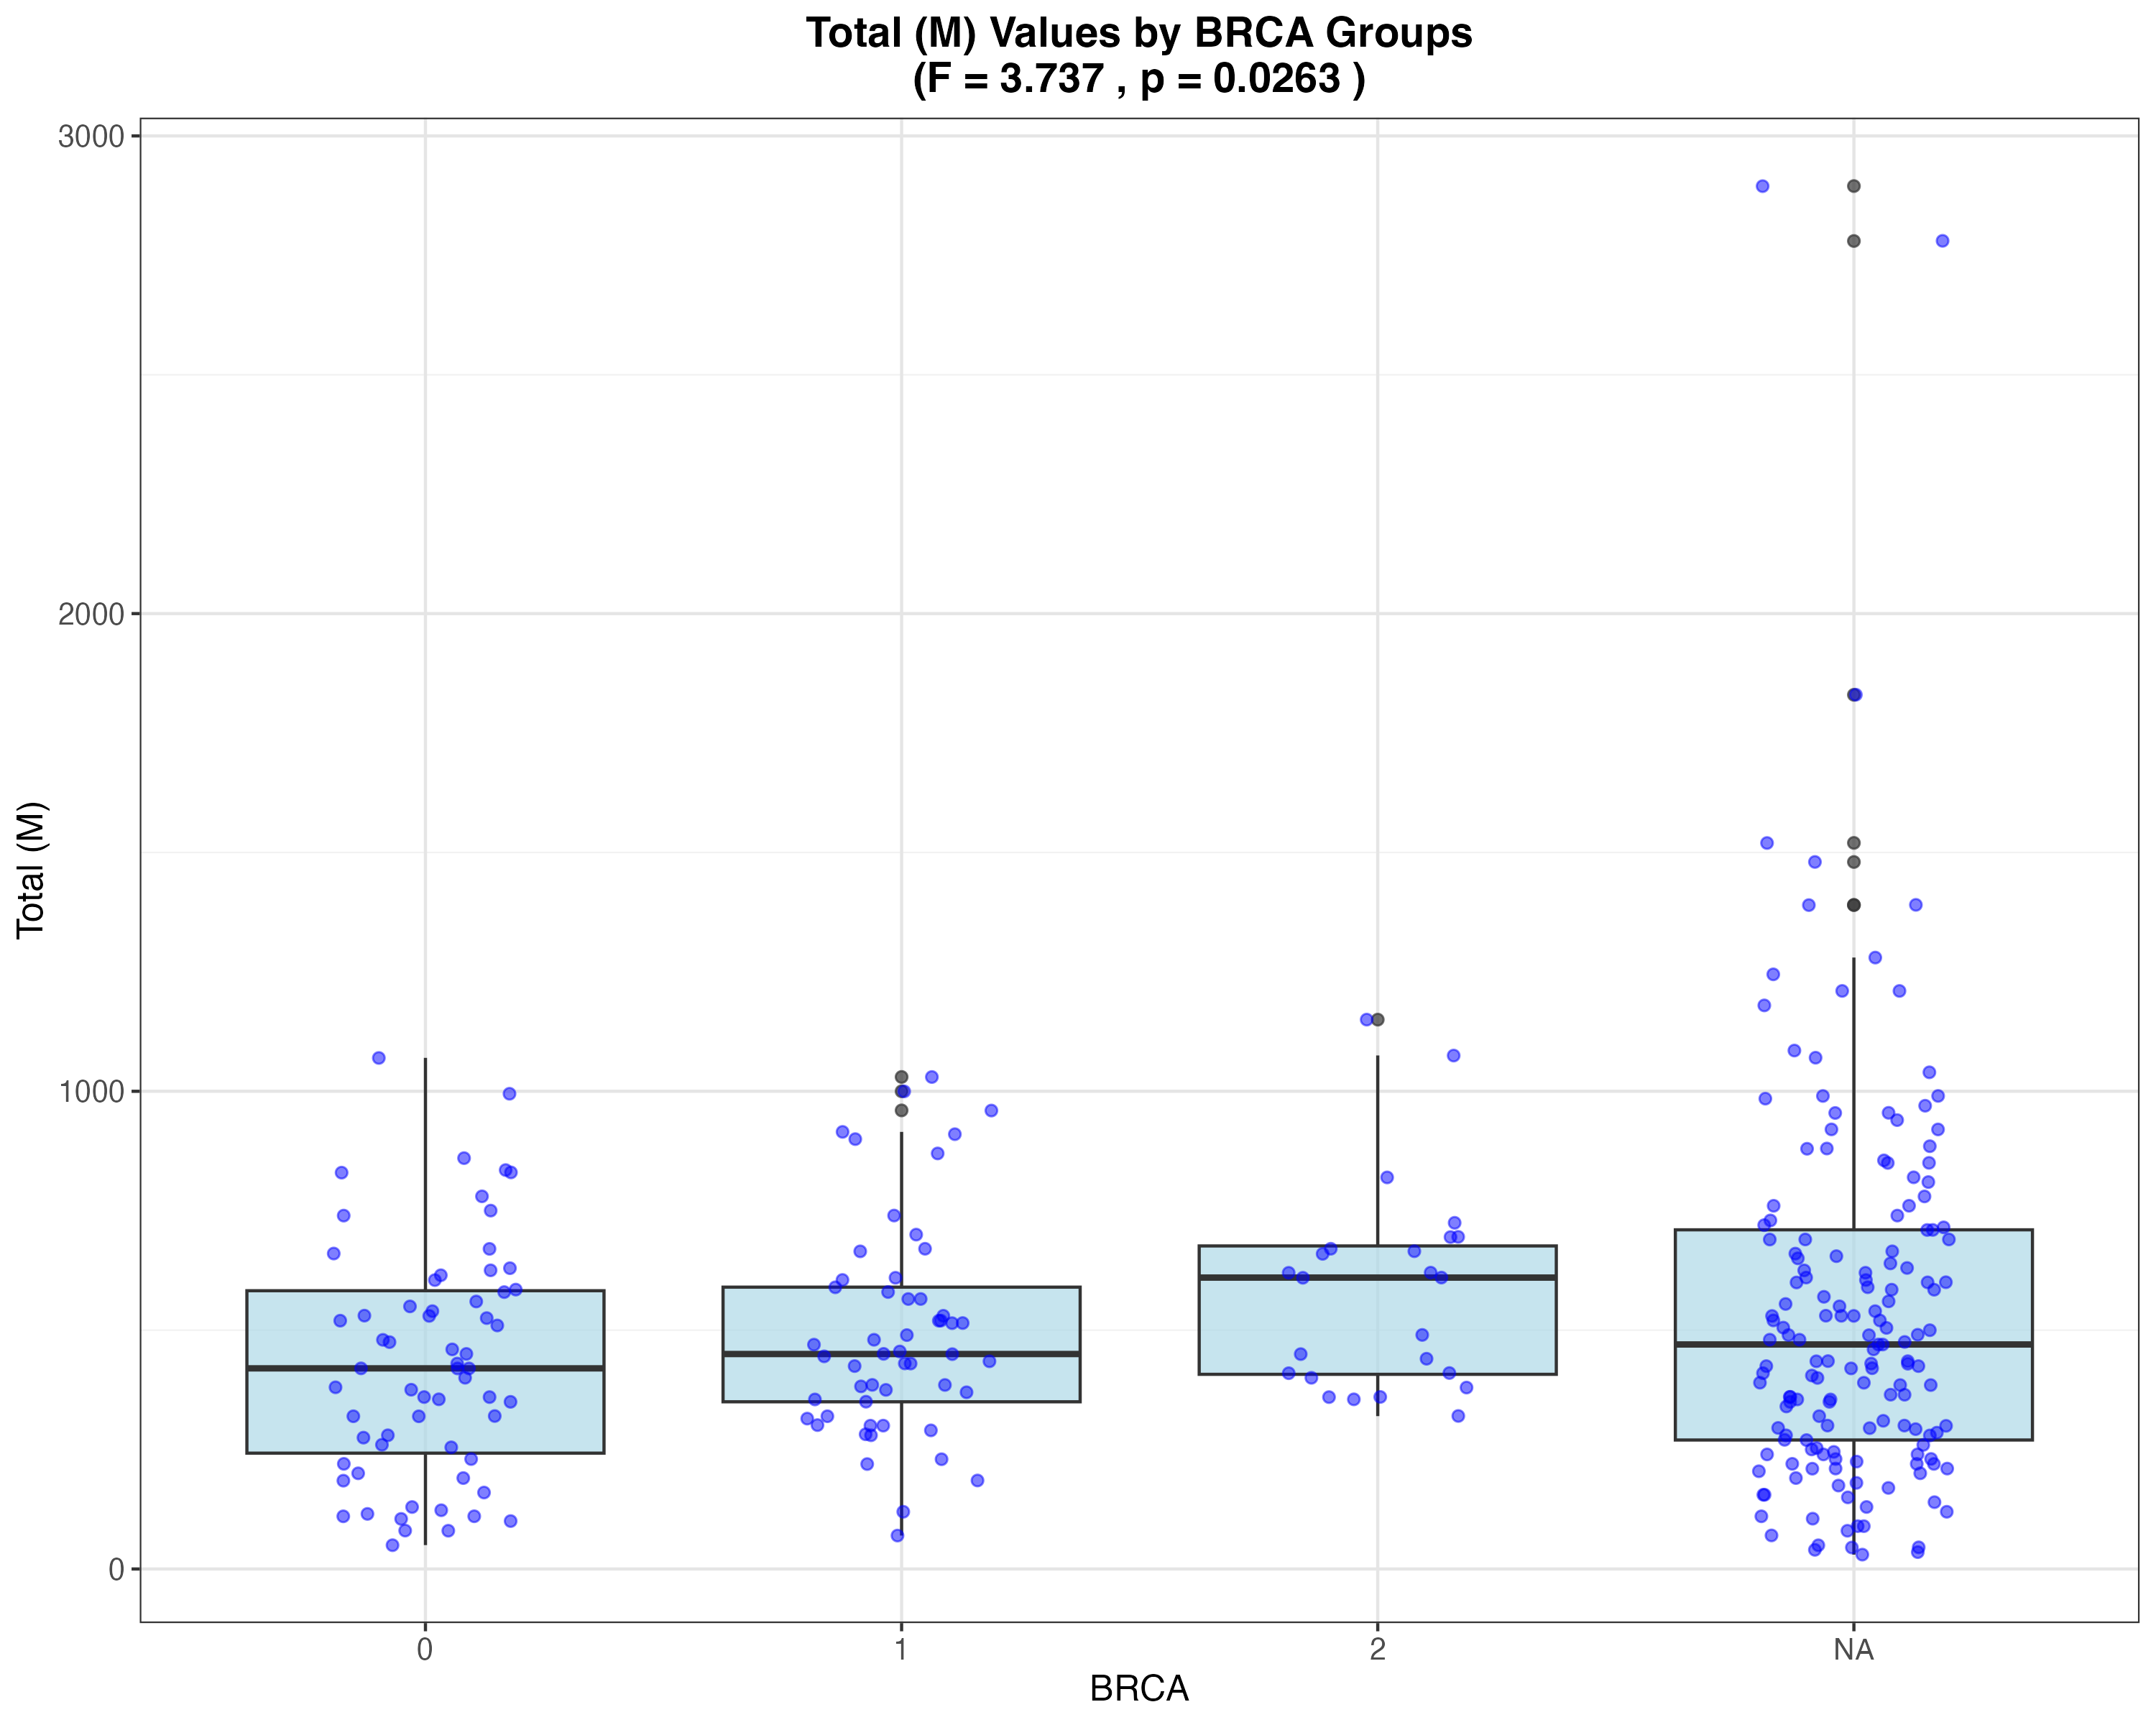 Total (M) Values by BRCA Groups
(F = 3.737 , p = 0.0263 )
3000
2000
1000
0
Total (M)
0
1
2
NA
BRCA